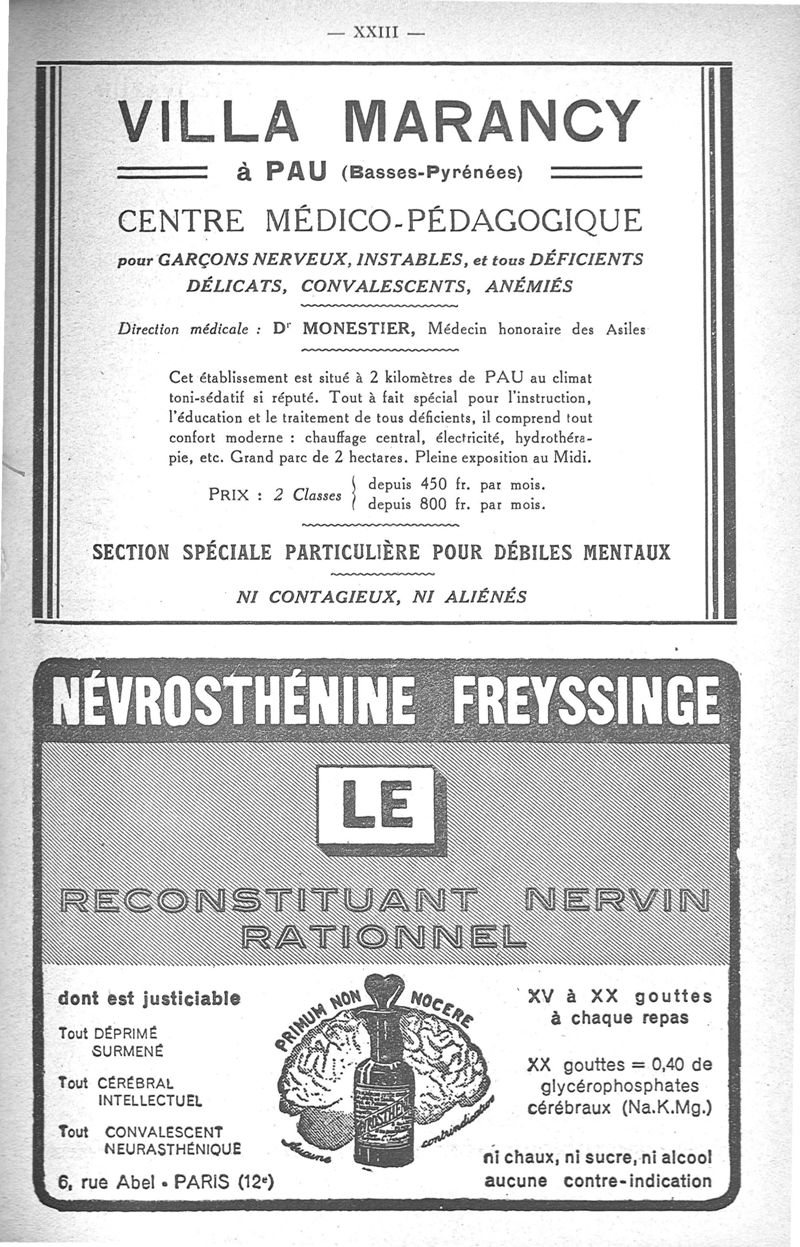 — XXIII —
VILLA MARANCY
à PAU (Basses-Pyrénées)
CENTRE MÉDICO-PÉDAGOGIQUE
pour GARÇONS NERVEUX, INSTABLES, et tous DÉFICIENTS
DÉLICATS, CONVALESCENTS, ANÉMIÉS
Direction médicale : Dr MONESTIER, Médecin honoraire des Asiles
Cet établissement est situé à 2 kilomètres de PAU au climat
toni-sédatif si réputé. Tout à fait spécial pour l'instruction,
l'éducation et le traitement de tous déficients, il comprend tout
confort moderne : chauffage central, électricité, hydrothéra-
pie, etc. Grand parc de 2 hectares. Pleine exposition au Midi.
PRIX : 2 Classes { depuis 450 fr. par mois.
depuis 800 fr. par mois.
SECTION SPÉCIALE PARTICULIÈRE POUR DÉBILES MENTAUX
NI CONTAGIEUX, NI ALIÉNÉS
NÉVROSTHÉNINE FREYSSINGE
LE
RECONSTITUANT NERVIN
RATIONNEL
dont est justiciable
Tout DÉPRIMÉ
SURMENÉ
Tout CÉRÉBRAL
INTELLECTUEL
Tout CONVALESCENT
NEURASTHÉNIQUE
6, rue Abel - PARIS (12e)
PRIMUM NON NOCERE
aucune contrindication
XV à XX gouttes
à chaque repas
XX gouttes = 0,40 de
glycérophosphates
cérébraux (Na.K.Mg.)
ni chaux, ni sucre, ni alcool
aucune contre-indication